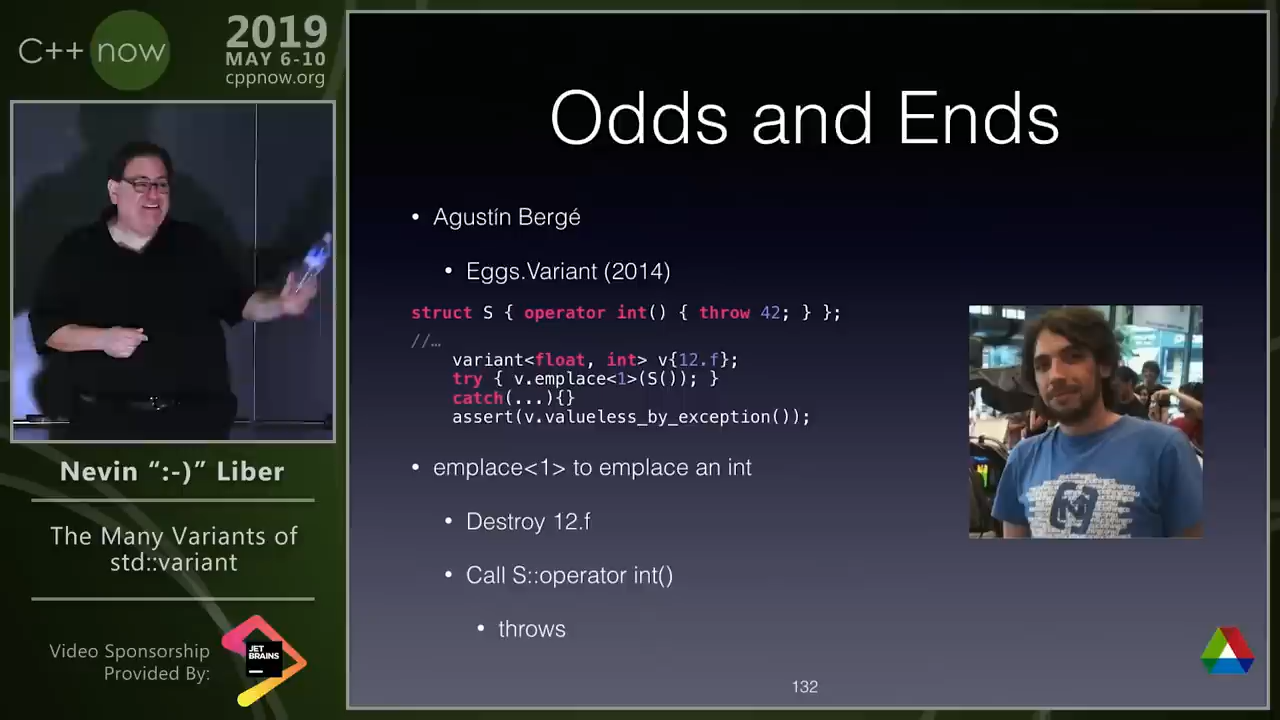 C++ now
2019
MAY 6-10
cppnow.org
Nevin “:-)” Liber
The Many Variants of
std::variant
Video Sponsorship
Provided By:
JET
BRAINS
Odds and Ends
• Agustín Bergé
• Eggs.Variant (2014)
struct S { operator int() { throw 42; } };
//…
variant<float, int> v{12.f};
try { v.emplace<1>(S()); }
catch(...){}
assert(v.valueless_by_exception());
• emplace<1> to emplace an int
• Destroy 12.f
• Call S::operator int()
• throws
132